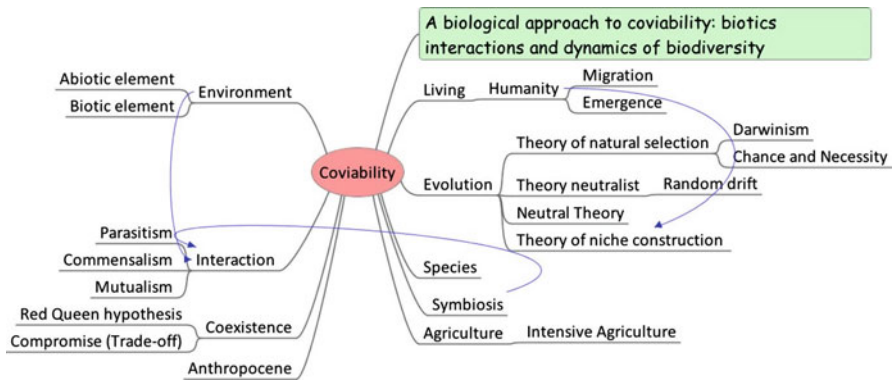 A biological approach to coviability: biotics
interactions and dynamics of biodiversity
Abiotic element
Biotic element
Environment
Living
Humanity
Migration
Emergence
Coviability
Evolution
Theory of natural selection
Darwinism
Chance and Necessity
Theory neutralist
Random drift
Neutral Theory
Theory of niche construction
Parasitism
Commensalism
Mutualism
Interaction
Species
Symbiosis
Red Queen hypothesis
Compromise (Trade-off)
Coexistence
Agriculture
Intensive Agriculture
Anthropocene